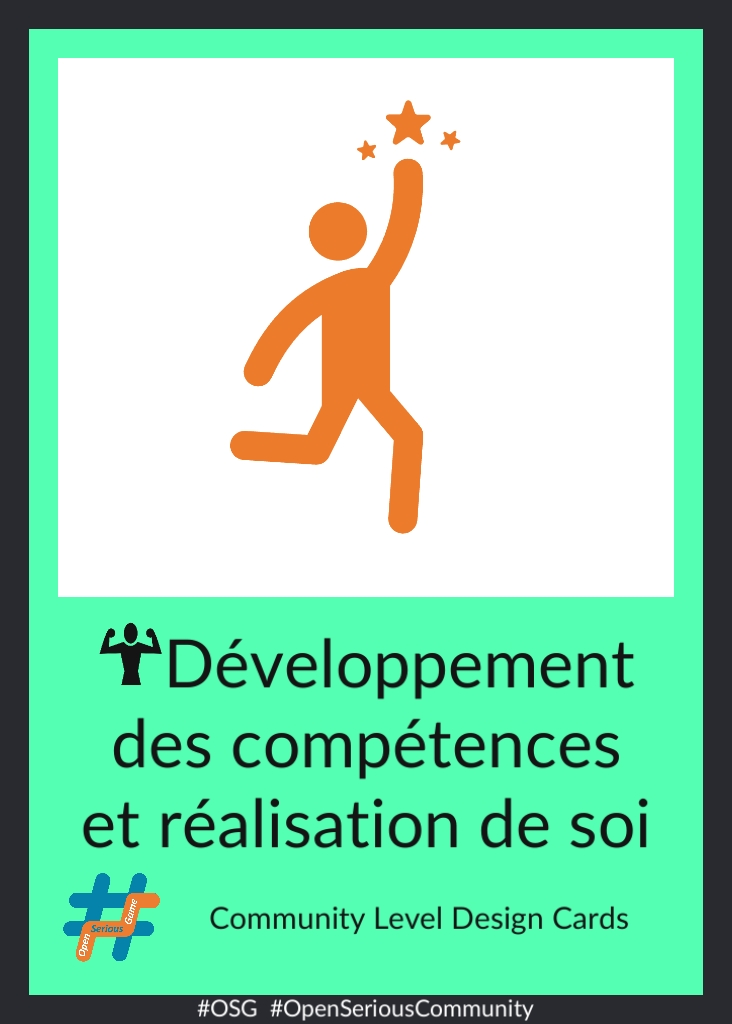 Développement
des compétences
et réalisation de soi
Open Serious Game
Community Level Design Cards
#OSG #OpenSeriousCommunity